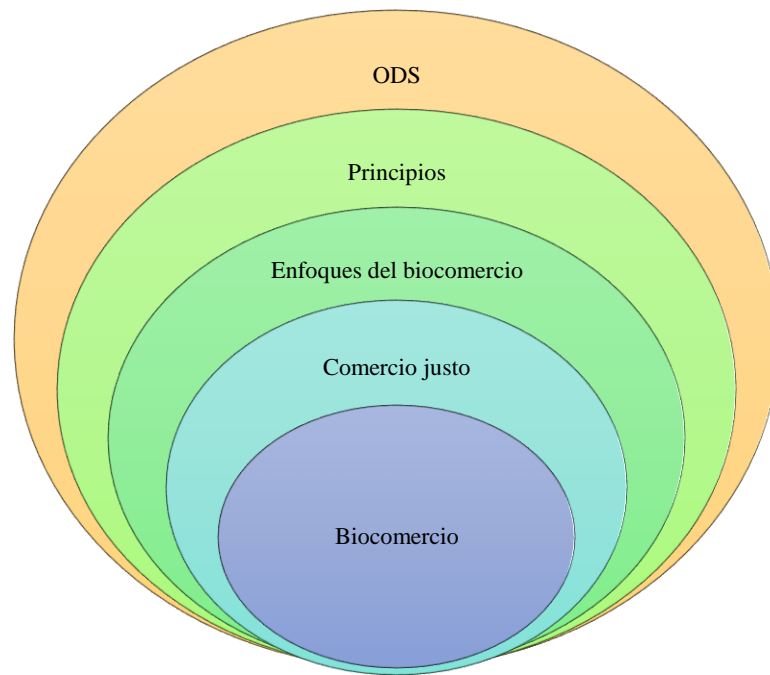 ODS
Principios
Enfoques del biocomercio
Comercio justo
Biocomercio